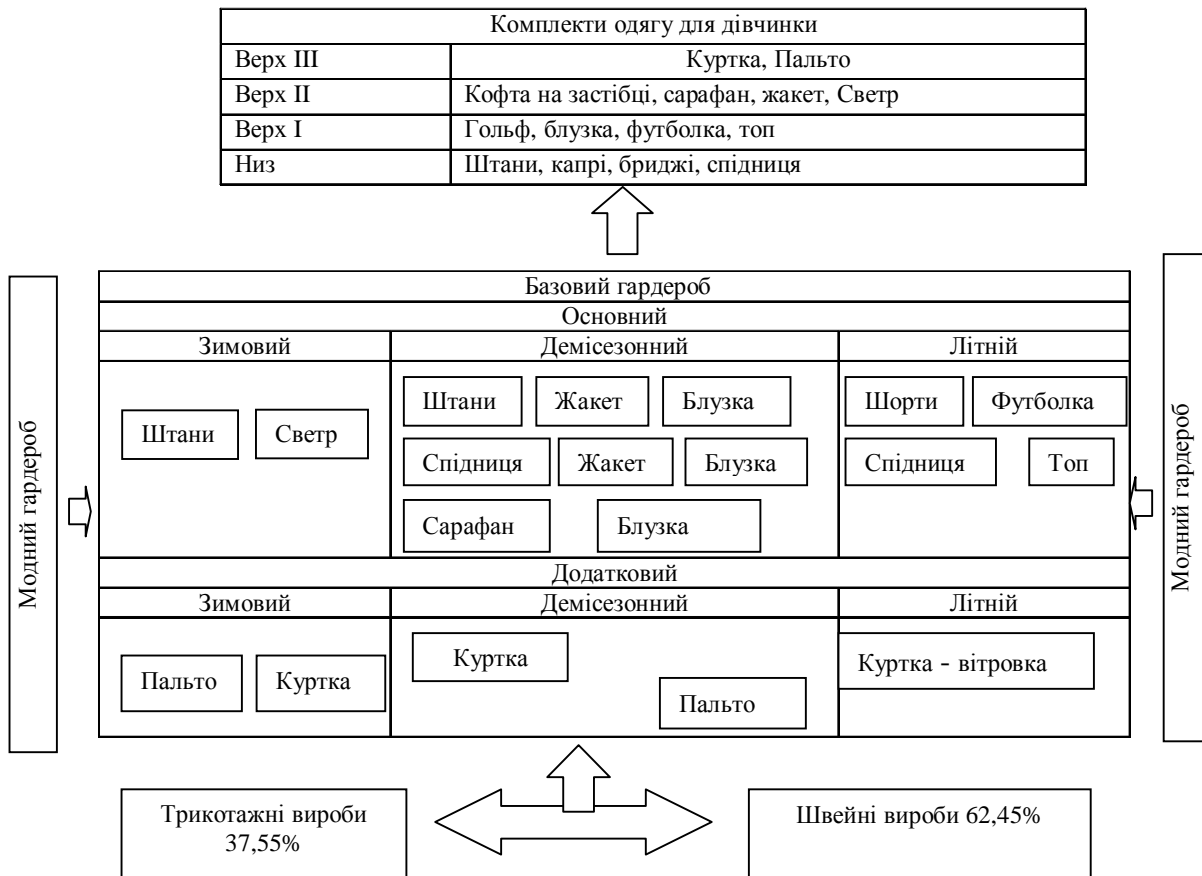 Комплекти одягу для дівчинки
Верх III Куртка, Пальто
Верх II Кофта на застібці, сарафан, жакет, Светр
Верх I Гольф, блузка, футболка, топ
Низ Штани, капрі, бриджі, спідниця
Модний гардероб
Базовий гардероб
Основний
Зимовий Демісезонний Літній
Штани Светр
Штани Жакет Блузка
Спідниця Жакет Блузка
Сарафан Блузка
Шорти Футболка
Спідниця Топ
Додатковий
Зимовий Демісезонний Літній
Пальто Куртка
Куртка
Пальто
Куртка - вітровка
Модний гардероб
Трикотажні вироби
37,55%
Швейні вироби 62,45%